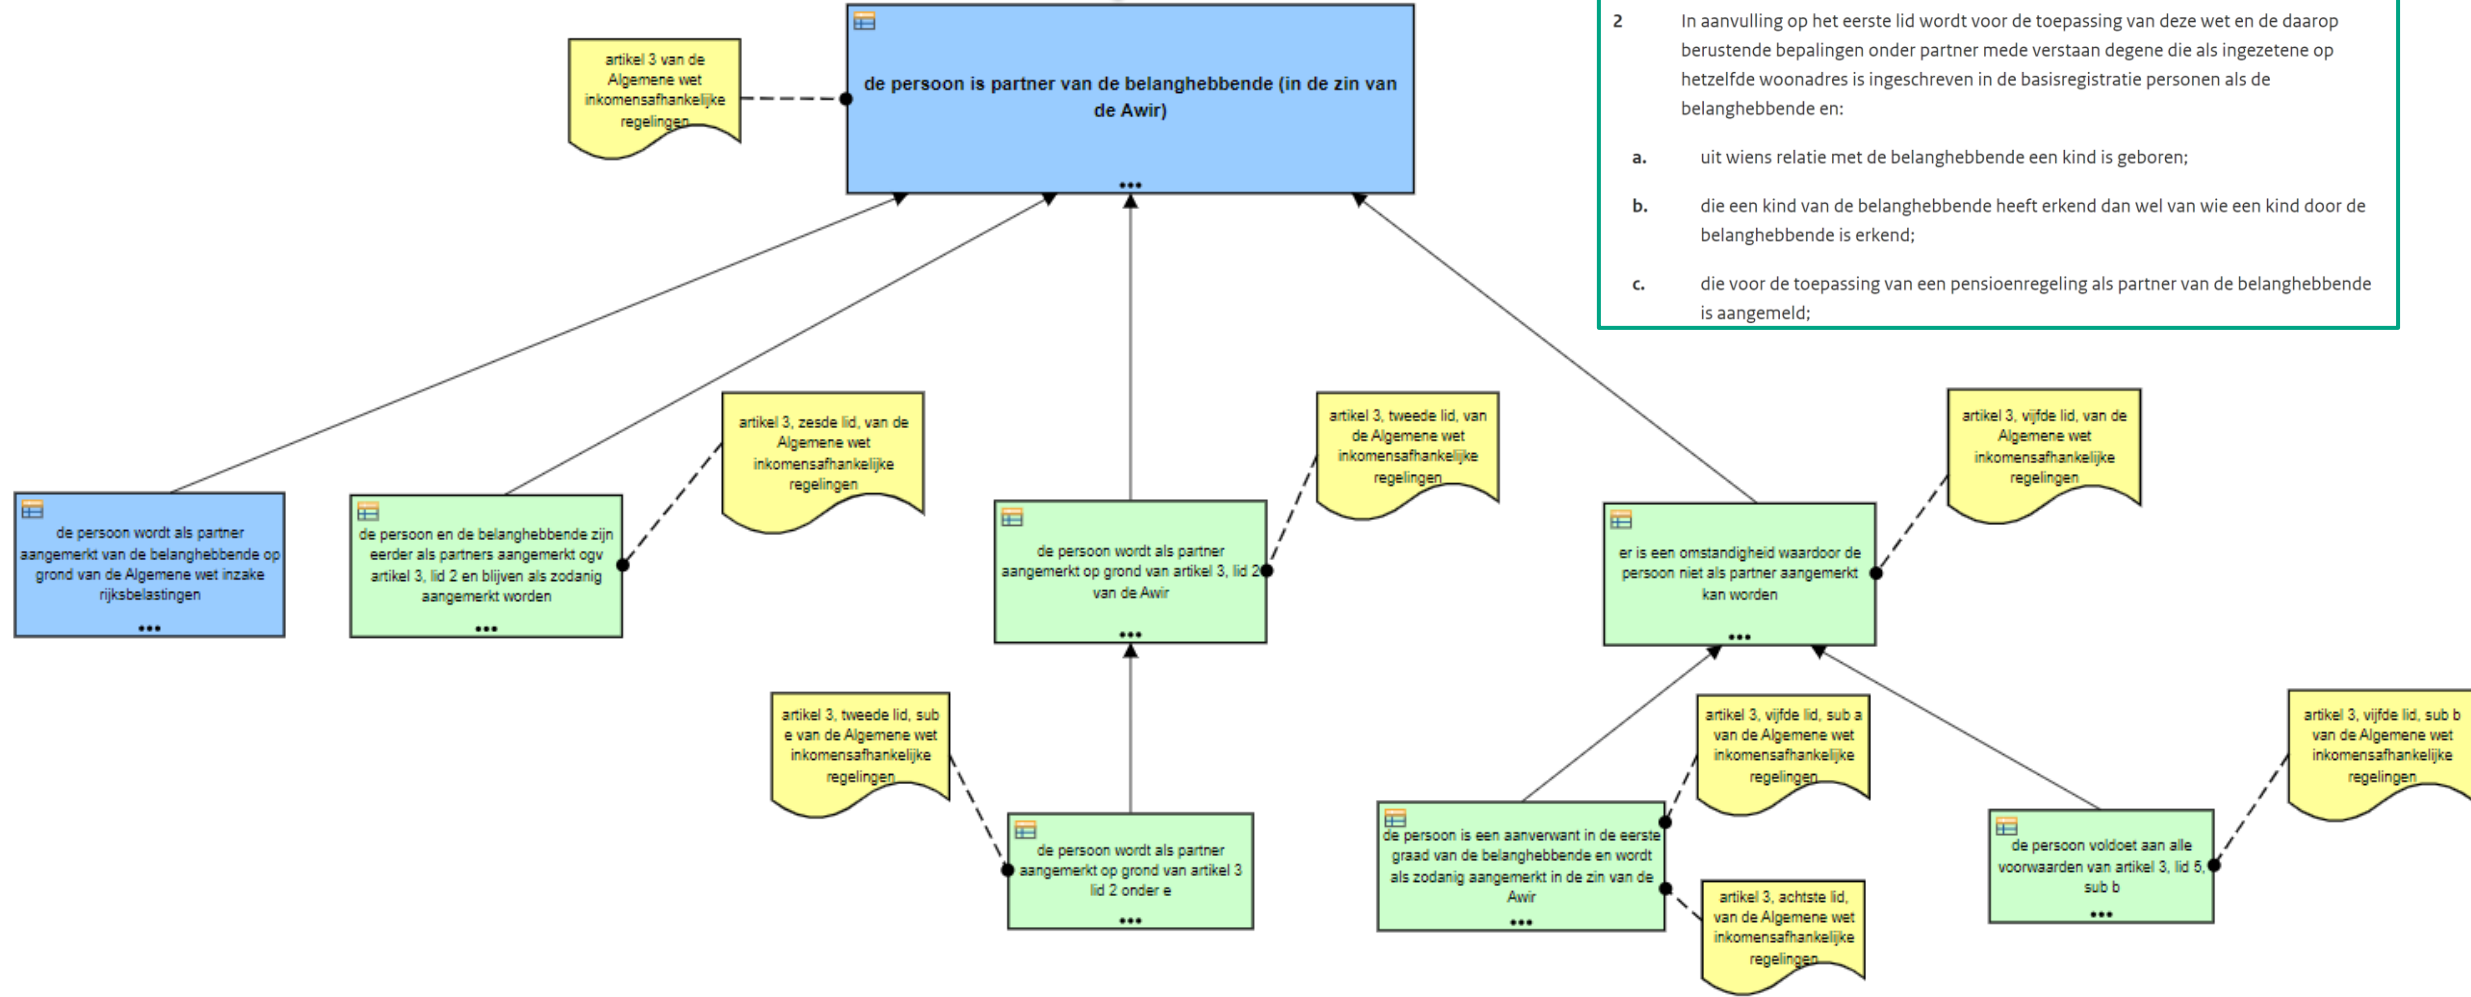 artikel 3 van de
Algemene wet
inkomensafhankelijke
regelingen
de persoon is partner van de belanghebbende (in de zin van
de Awir)
2 In aanvulling op het eerste lid wordt voor de toepassing van deze wet en de daarop
berustende bepalingen onder partner mede verstaan degene die als ingezetene op
hetzelfde woonadres is ingeschreven in de basisregistratie personen als de
belanghebbende en:
a. uit wiens relatie met de belanghebbende een kind is geboren;
b. die een kind van de belanghebbende heeft erkend dan wel van wie een kind door de
belanghebbende is erkend;
c. die voor de toepassing van een pensioenregeling als partner van de belanghebbende
is aangemeld;
de persoon wordt als partner
aangemerkt van de belanghebbende op
grond van de Algemene wet inzake
rijksbelastingen
de persoon en de belanghebbende zijn
eerder als partners aangemerkt ogv
artikel 3, lid 2 en blijven als zodanig
aangemerkt worden
artikel 3, zesde lid, van de
Algemene wet
inkomensafhankelijke
regelingen
de persoon wordt als partner
aangemerkt op grond van artikel 3, lid 2
van de Awir
artikel 3, tweede lid, van
de Algemene wet
inkomensafhankelijke
regelingen
er is een omstandigheid waardoor de
persoon niet als partner aangemerkt
kan worden
artikel 3, vijfde lid, van de
Algemene wet
inkomensafhankelijke
regelingen
artikel 3, tweede lid, sub
e van de Algemene wet
inkomensafhankelijke
regelingen
de persoon wordt als partner
aangemerkt op grond van artikel 3
lid 2 onder e
de persoon is een aanverwant in de eerste
graad van de belanghebbende en wordt
als zodanig aangemerkt in de zin van de
Awir
artikel 3, vijfde lid, sub a
van de Algemene wet
inkomensafhankelijke
regelingen
artikel 3, achtste lid,
van de Algemene wet
inkomensafhankelijke
regelingen
de persoon voldoet aan alle
voorwaarden van artikel 3, lid 5,
sub b
artikel 3, vijfde lid, sub b
van de Algemene wet
inkomensafhankelijke
regelingen